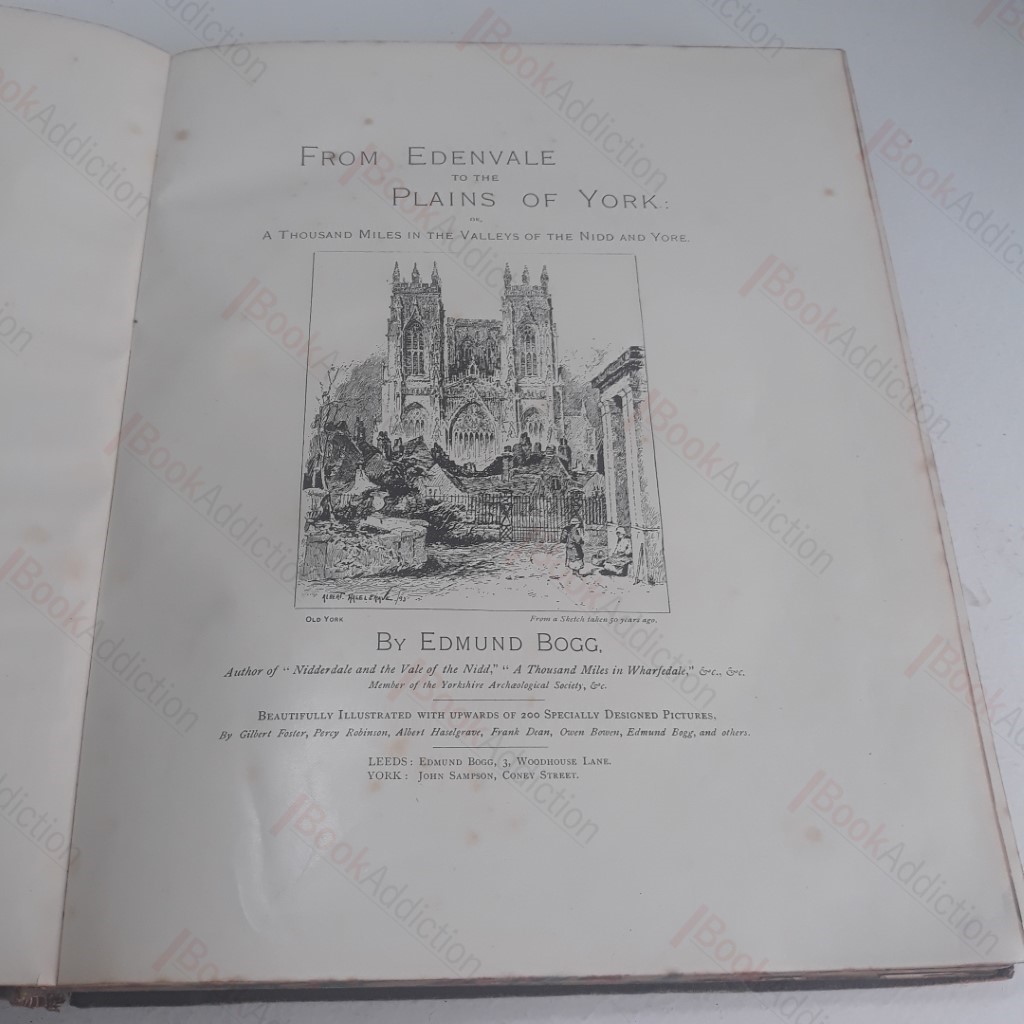 FROM EDENVALE
TO THE
PLAINS OF YORK:
OR,
A THOUSAND MILES IN THE VALLEYS OF THE NIDD AND YORE.
ALBERT HASELGRAVE /93
OLD YORK
From a Sketch taken 50 years ago.
BY EDMUND BOGG,
Author of "Nidderdale and the Vale of the Nidd," "A Thousand Miles in Wharfedale," &c., &c.
Member of the Yorkshire Archæological Society, &c.
BEAUTIFULLY ILLUSTRATED WITH UPWARDS OF 200 SPECIALLY DESIGNED PICTURES,
By Gilbert Foster, Percy Robinson, Albert Haselgrave, Frank Dean, Owen Bowen, Edmund Bogg, and others.
LEEDS: EDMUND BOGG, 3, WOODHOUSE LANE.
YORK: JOHN SAMPSON, CONEY STREET.
BookAddiction